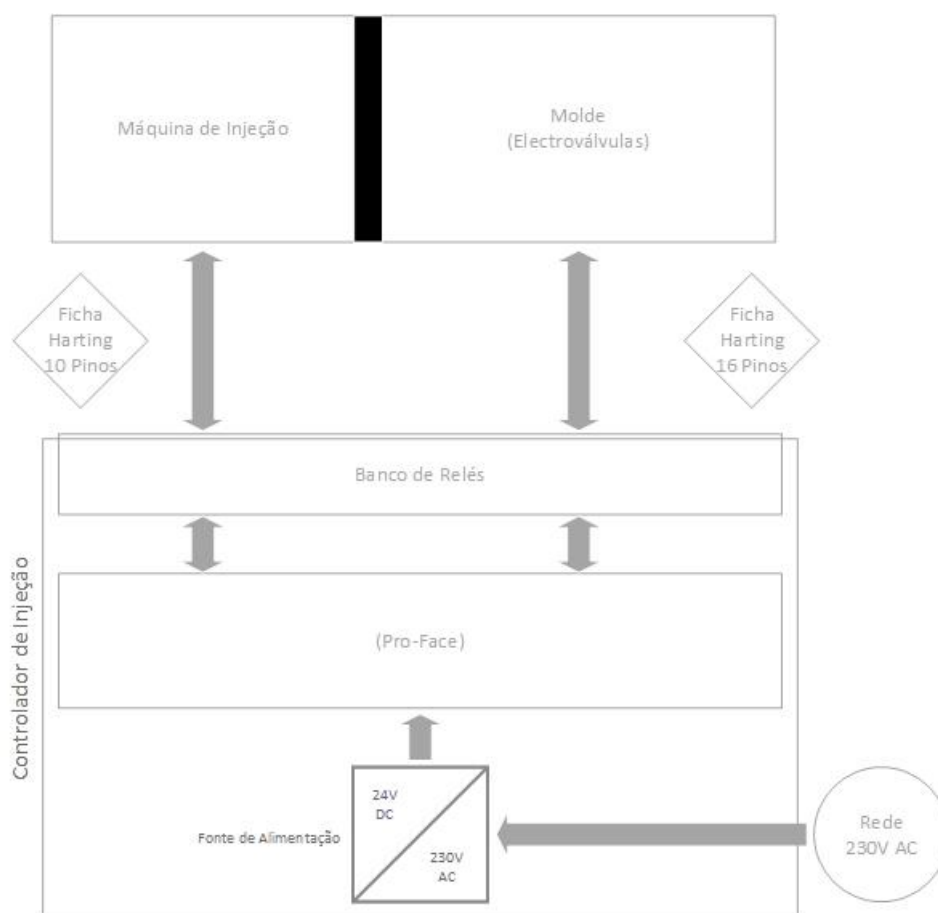 Máquina de Injeção
Molde
(Electroválvulas)
Ficha
Harting
10 Pinos
Ficha
Harting
16 Pinos
Banco de Relés
Controlador de Injeção
(Pro-Face)
24V
DC
Fonte de Alimentação
230V
AC
Rede
230V AC